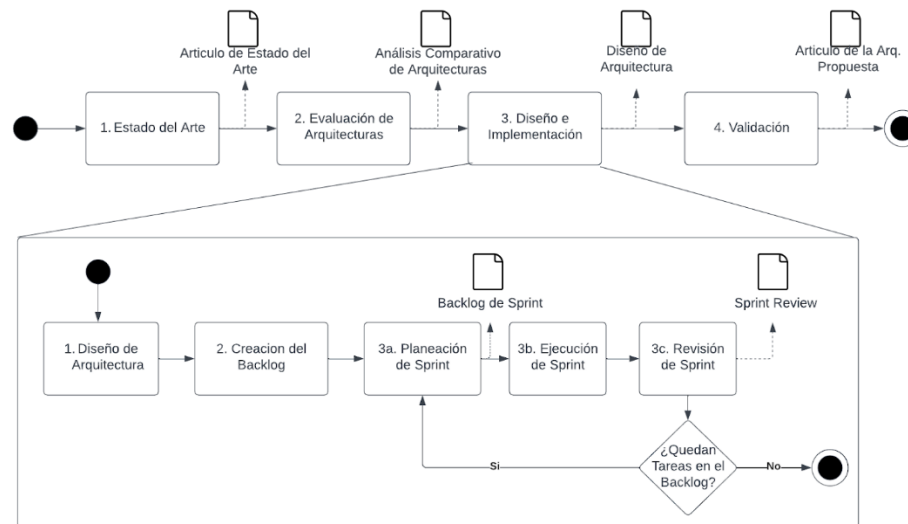 Articulo de Estado del
Arte
Análisis Comparativo
de Arquitecturas
Diseño de
Arquitectura
Articulo de la Arq.
Propuesta
1. Estado del Arte
2. Evaluación de
Arquitecturas
3. Diseño e
Implementación
4. Validación
Backlog de Sprint
Sprint Review
1. Diseño de
Arquitectura
2. Creacion del
Backlog
3a. Planeación
de Sprint
3b. Ejecución
de Sprint
3c. Revisión
de Sprint
¿Quedan
Tareas en el
Backlog?
Si
No